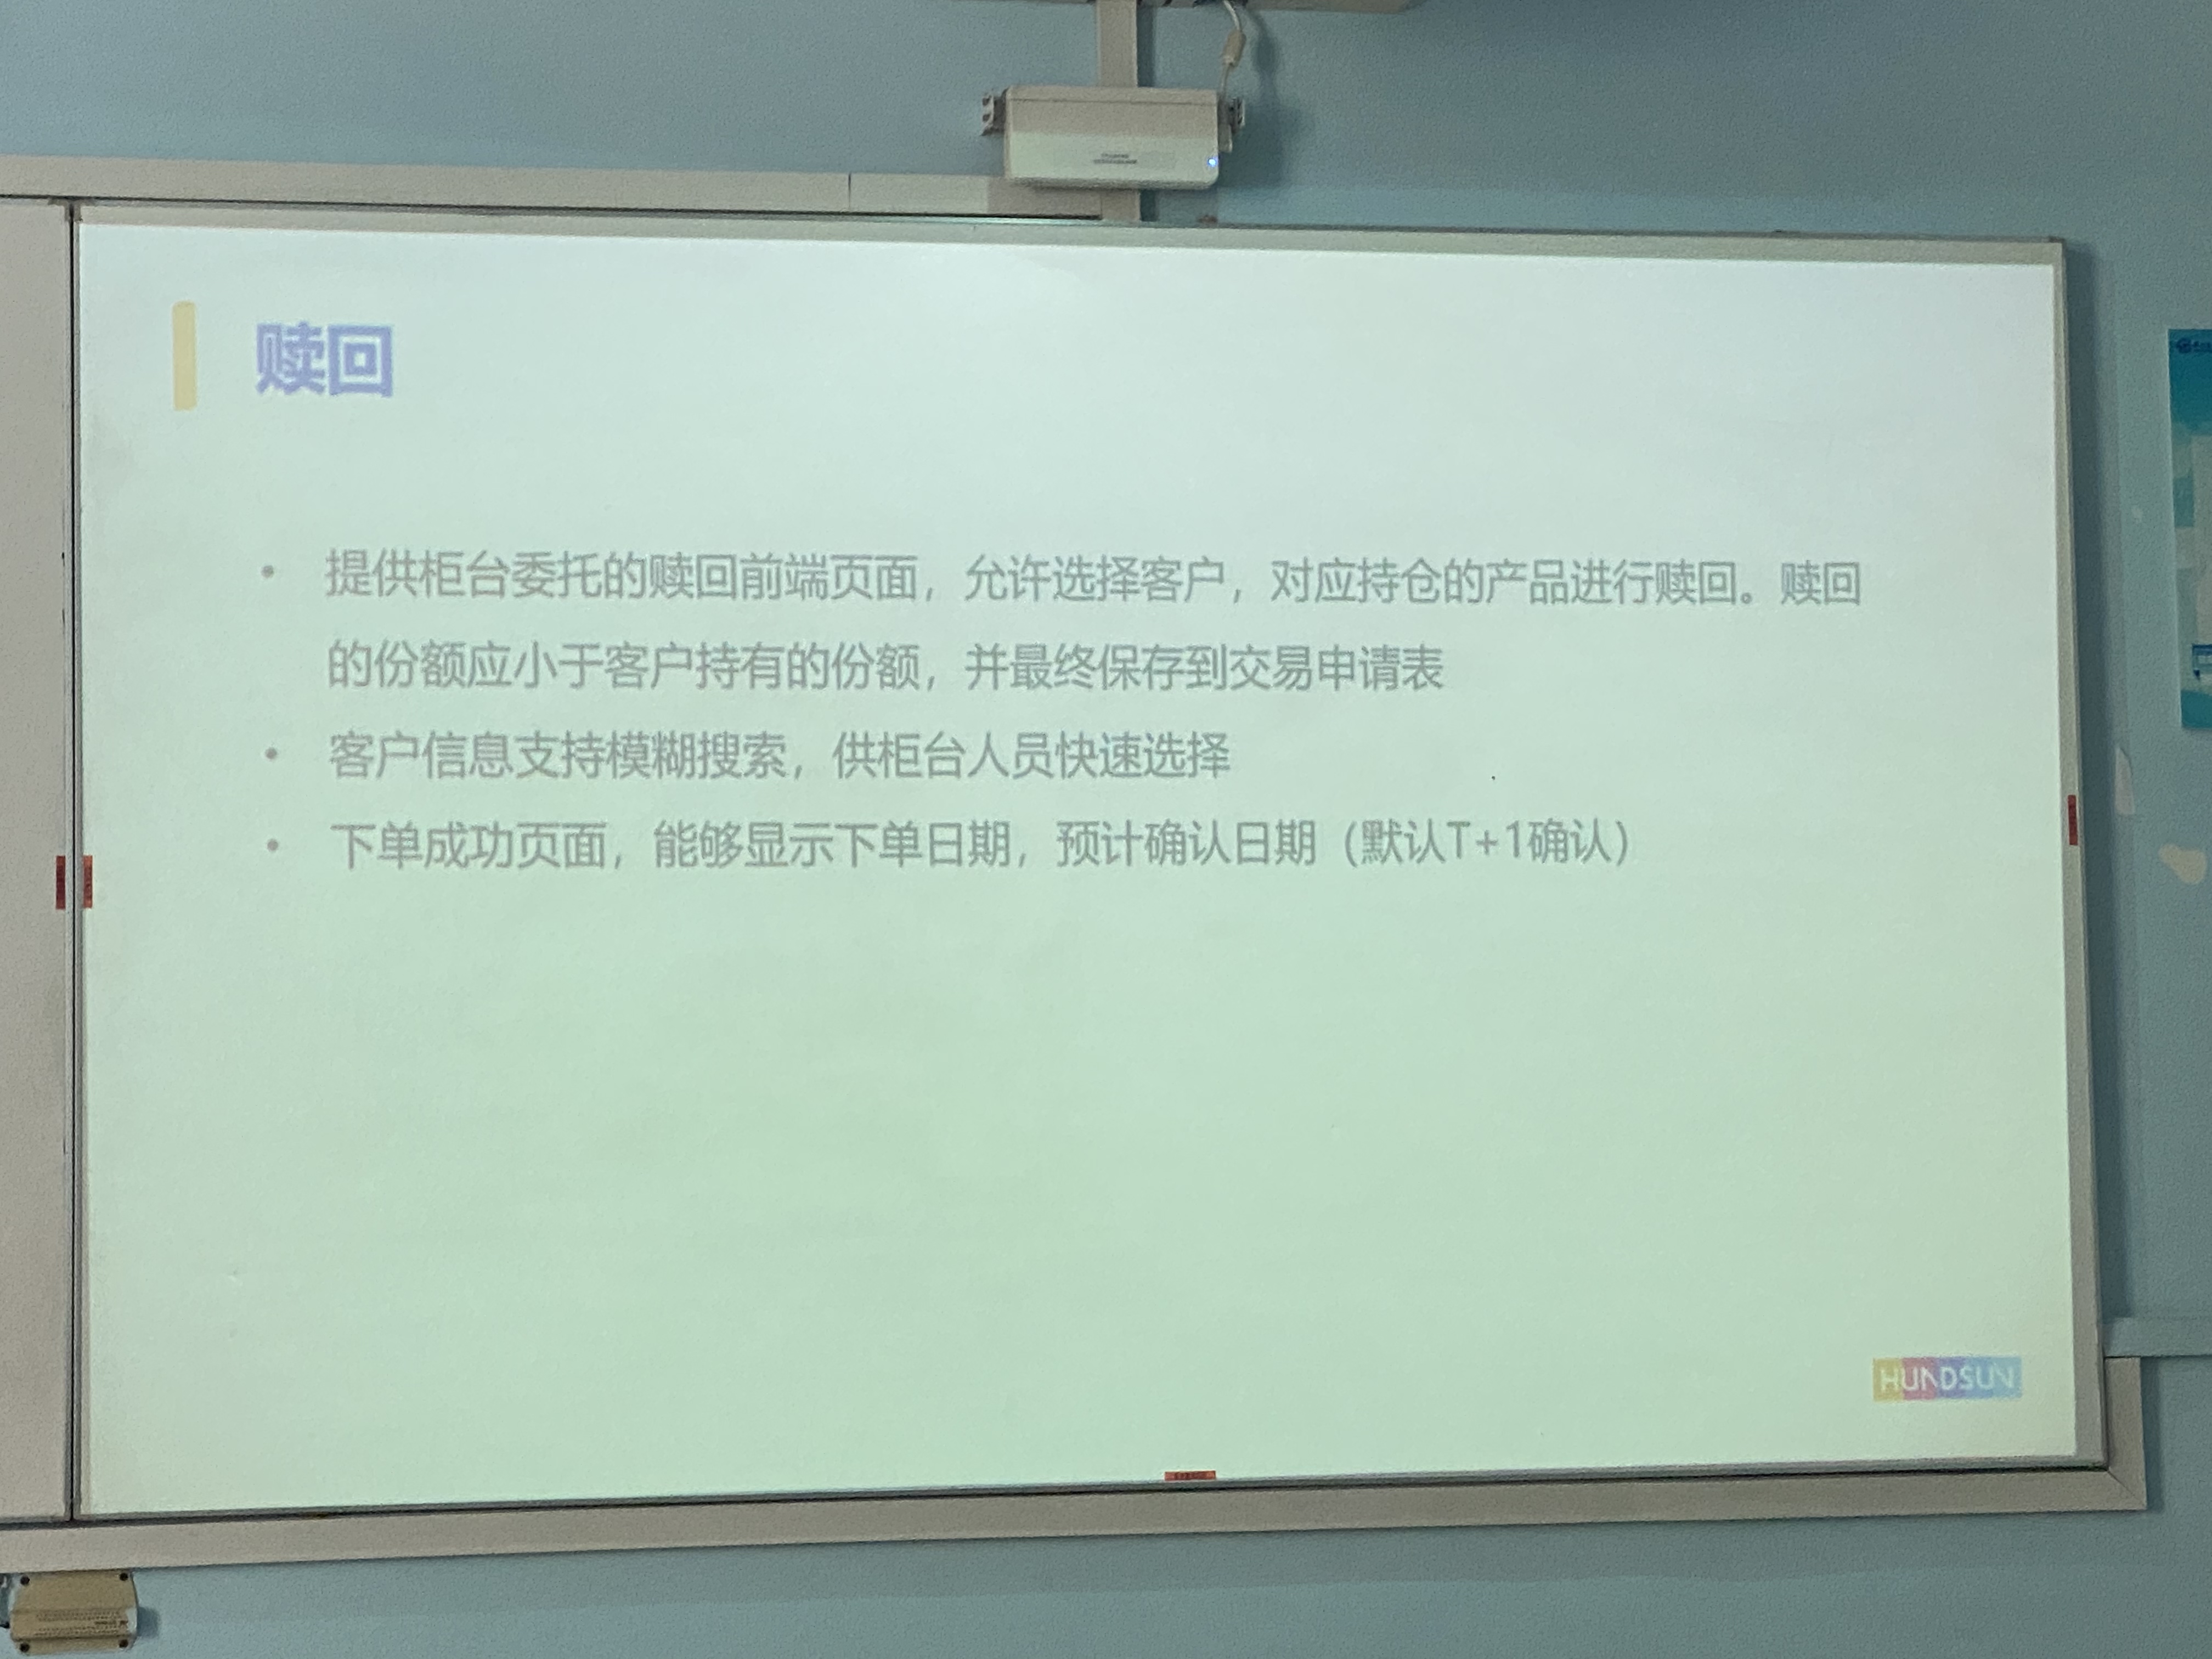 赎回
• 提供柜台委托的赎回前端页面，允许选择客户，对应持仓的产品进行赎回。赎回
的份额应小于客户持有的份额，并最终保存到交易申请表
• 客户信息支持模糊搜索，供柜台人员快速选择
• 下单成功页面，能够显示下单日期，预计确认日期（默认T+1确认）
HUNDSUN